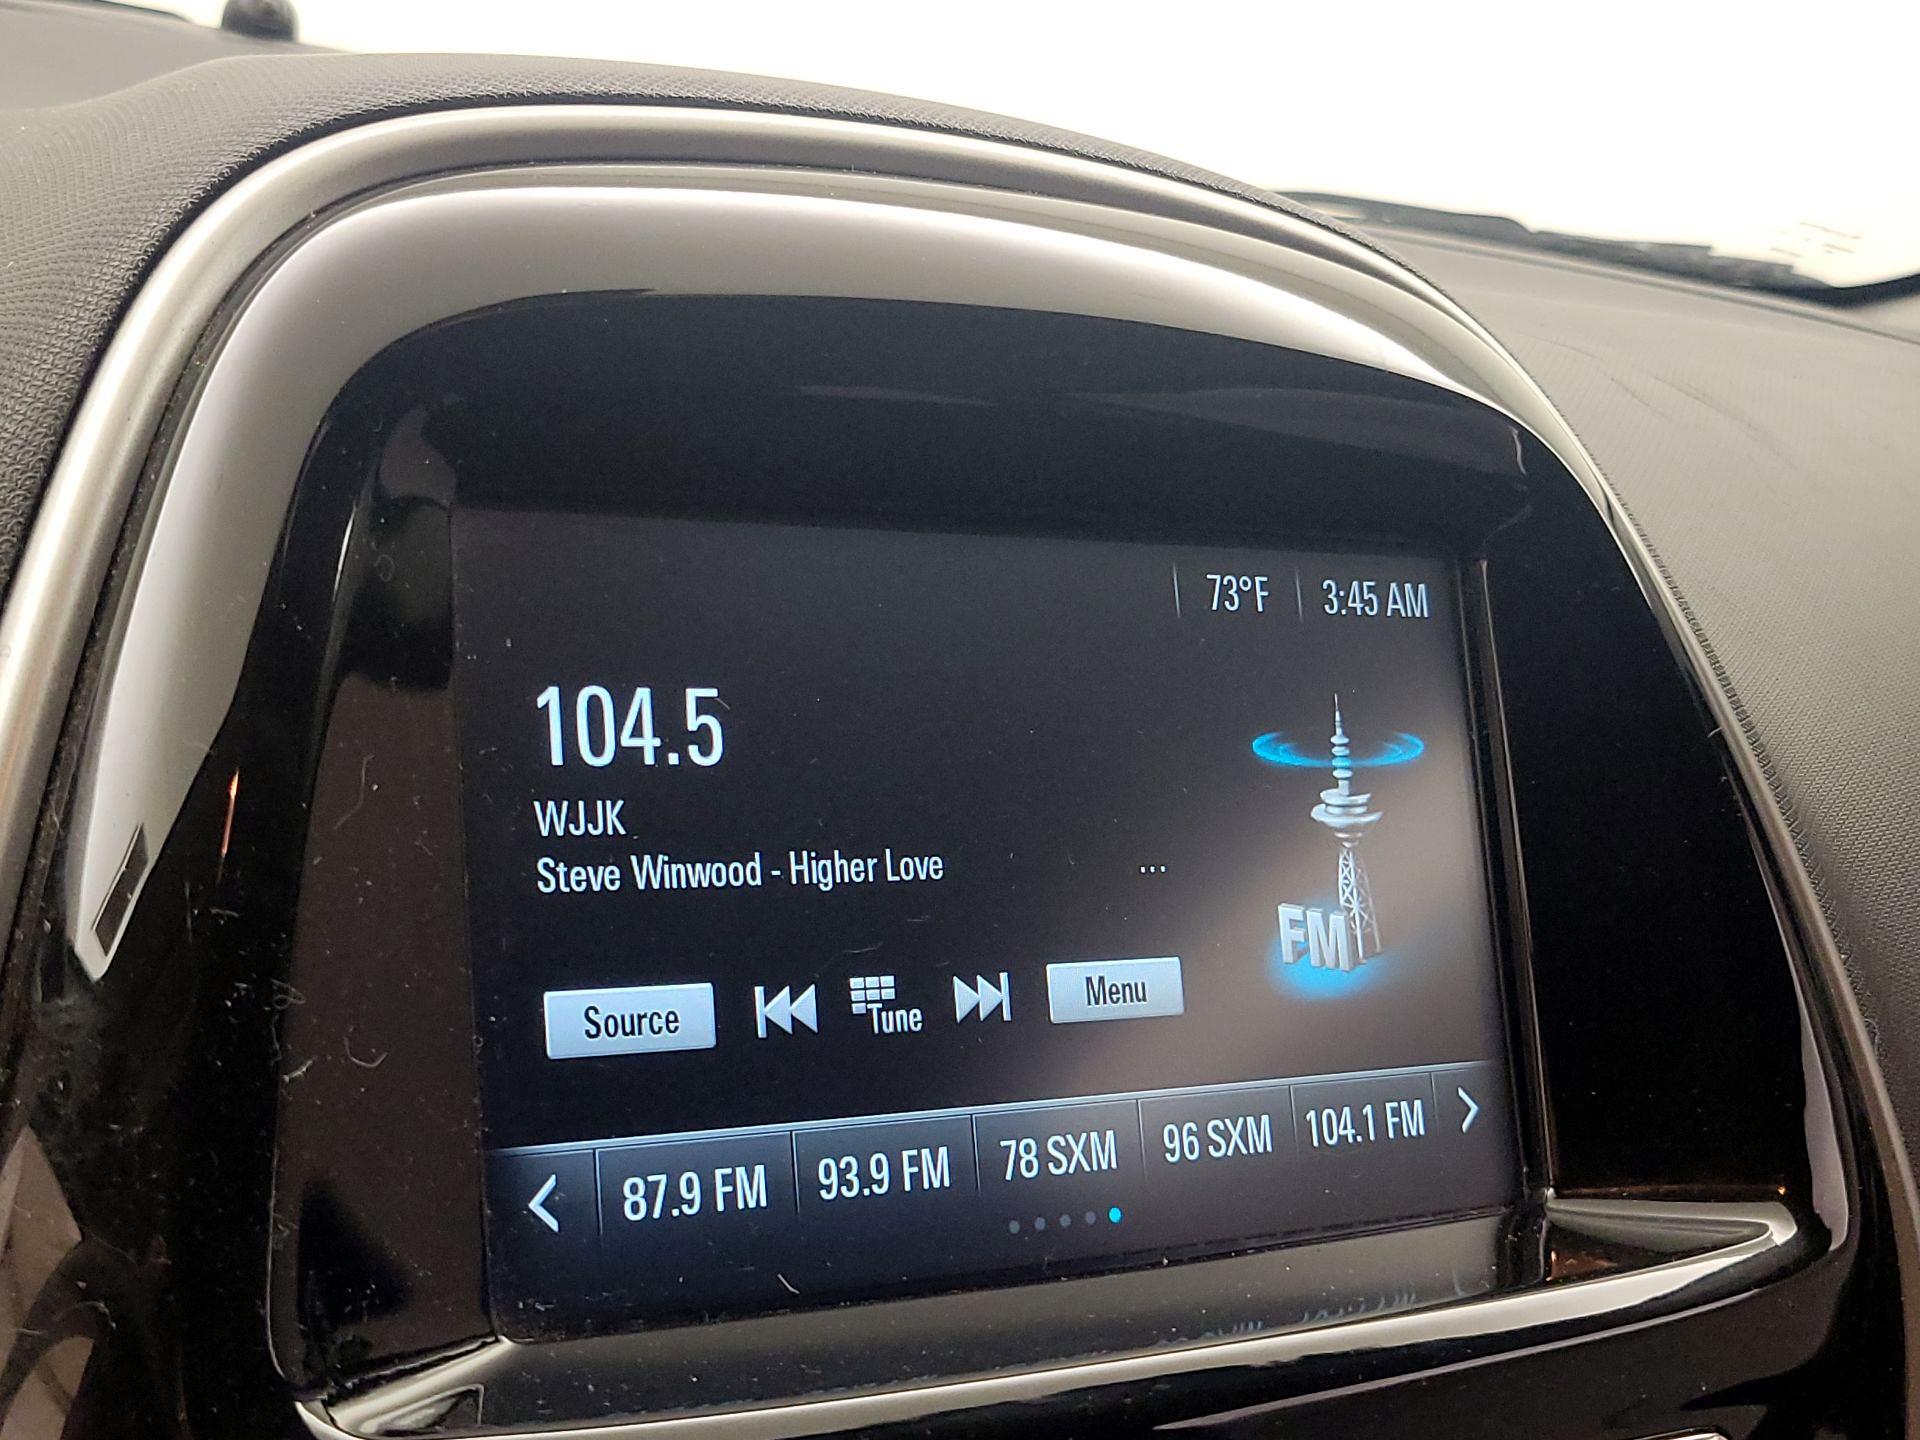 73°F 3:45 AM
104.5
WJJK
Steve Winwood - Higher Love ...
FM
Source Tune Menu
87.9 FM 93.9 FM 78 SXM 96 SXM 104.1 FM